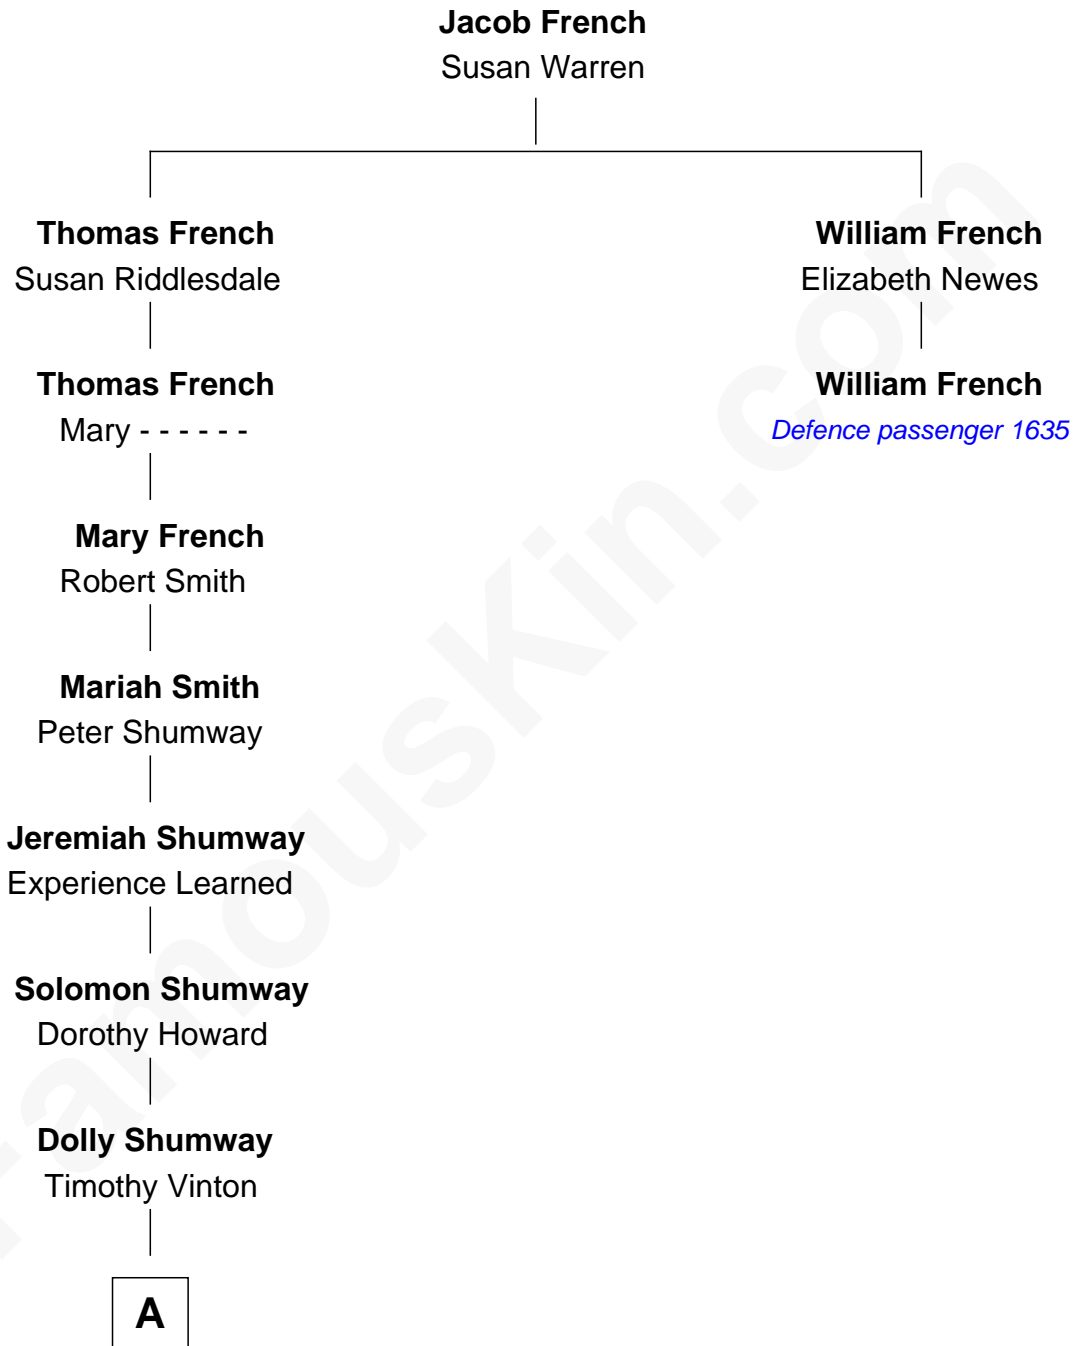 Jacob French
Susan Warren
Thomas French
Susan Riddlesdale
William French
Elizabeth Newes
Thomas French
Mary - - - - - -
William French
Defence passenger 1635
Mary French
Robert Smith
Mariah Smith
Peter Shumway
Jeremiah Shumway
Experience Learned
Solomon Shumway
Dorothy Howard
Dolly Shumway
Timothy Vinton
A
FamousKin.com